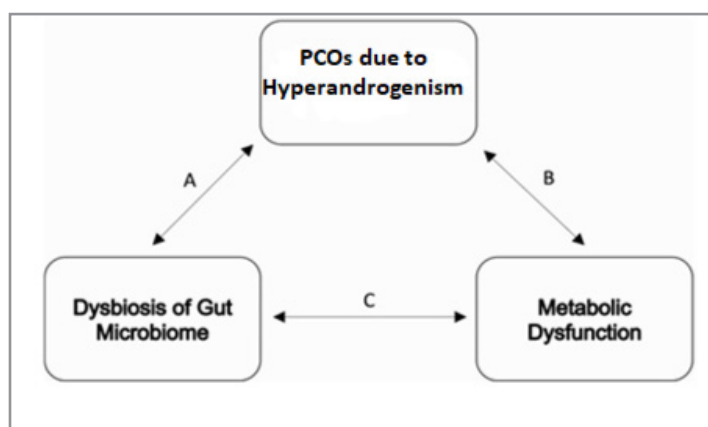 PCOs due to
Hyperandrogenism
A
B
Dysbiosis of Gut
Microbiome
C
Metabolic
Dysfunction